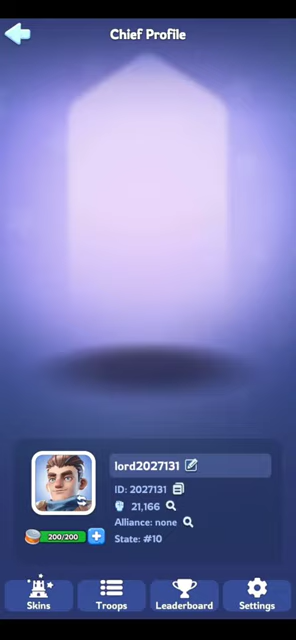 Chief Profile
lord2027131
ID: 2027131
21,166
Alliance: none
200/200
State: #10
Skins
Troops
Leaderboard
Settings